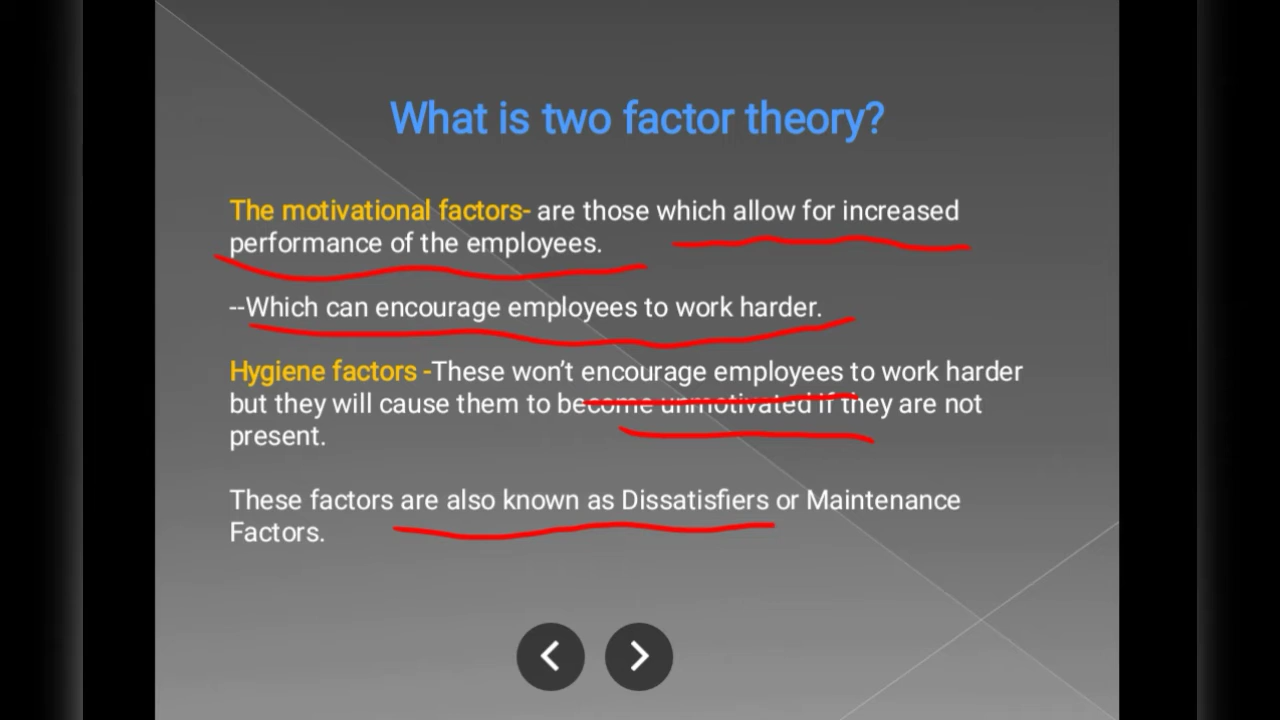 What is two factor theory?
The motivational factors- are those which allow for increased
performance of the employees.
--Which can encourage employees to work harder.
Hygiene factors -These won't encourage employees to work harder
but they will cause them to become unmotivated if they are not
present.
These factors are also known as Dissatisfiers or Maintenance
Factors.